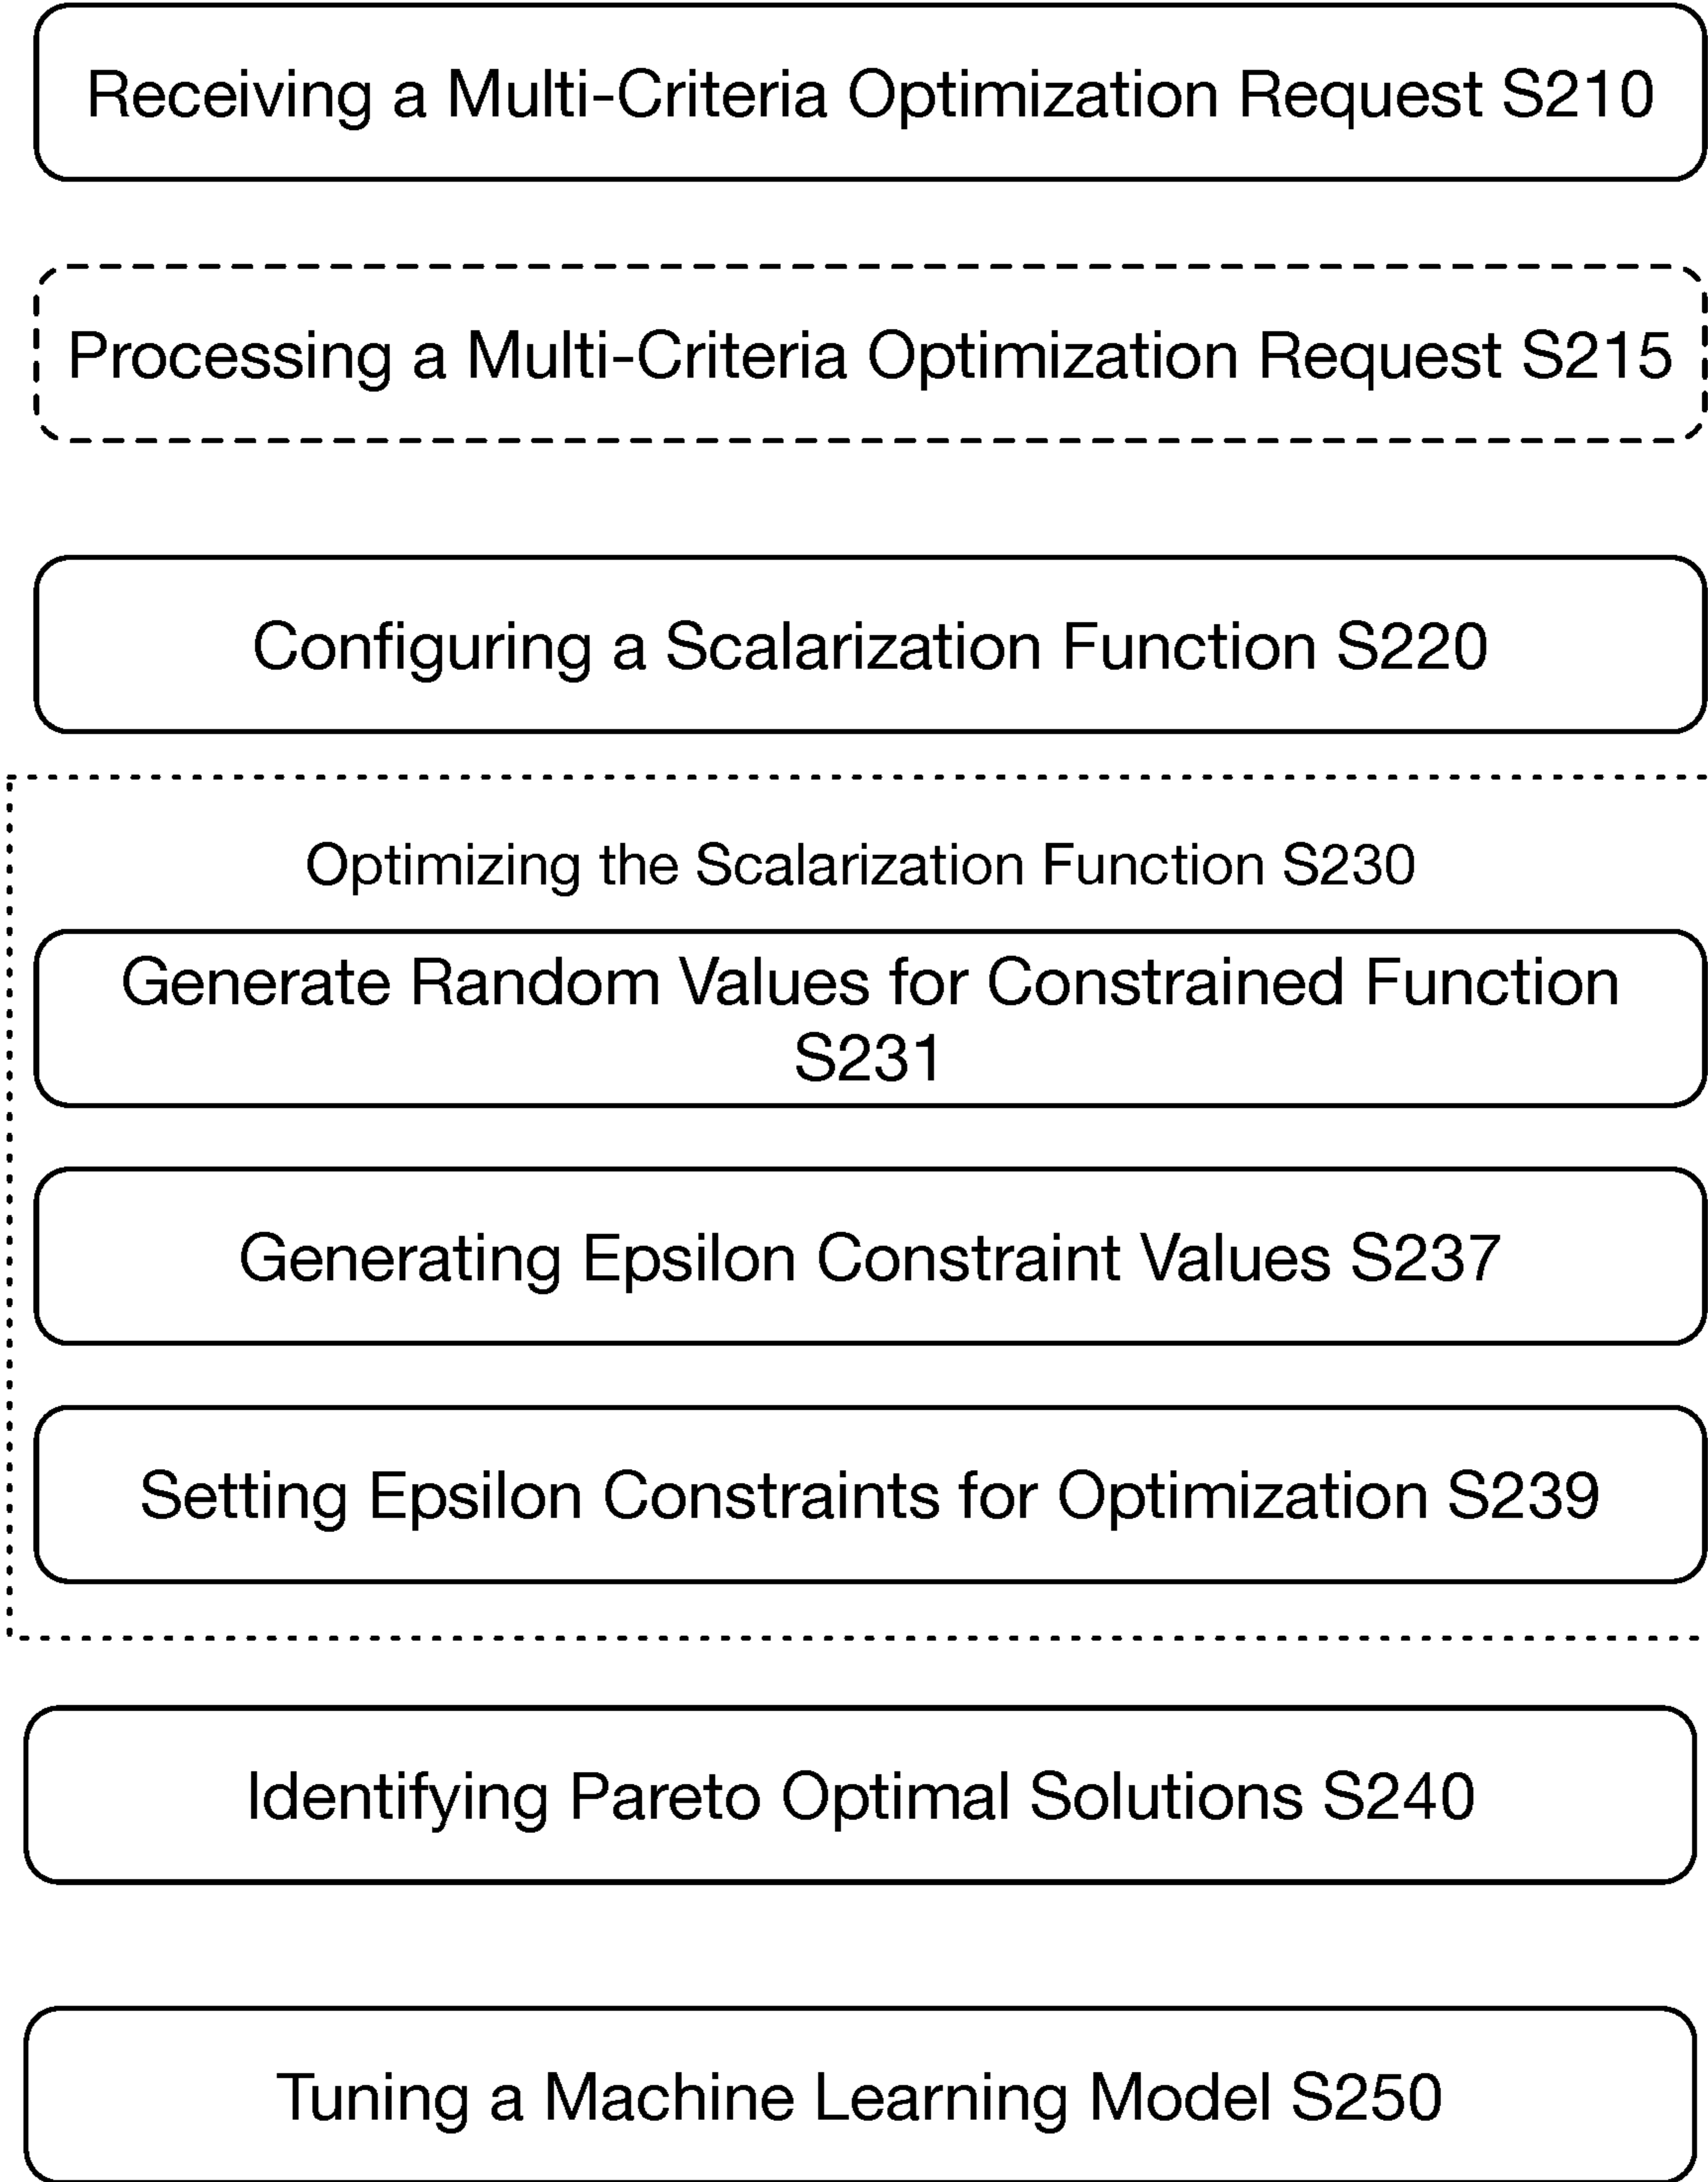 Receiving a Multi-Criteria Optimization Request S210
Processing a Multi-Criteria Optimization Request S215
Configuring a Scalarization Function S220
Optimizing the Scalarization Function S230
Generate Random Values for Constrained Function
S231
Generating Epsilon Constraint Values S237
Setting Epsilon Constraints for Optimization S239
Identifying Pareto Optimal Solutions S240
Tuning a Machine Learning Model S250